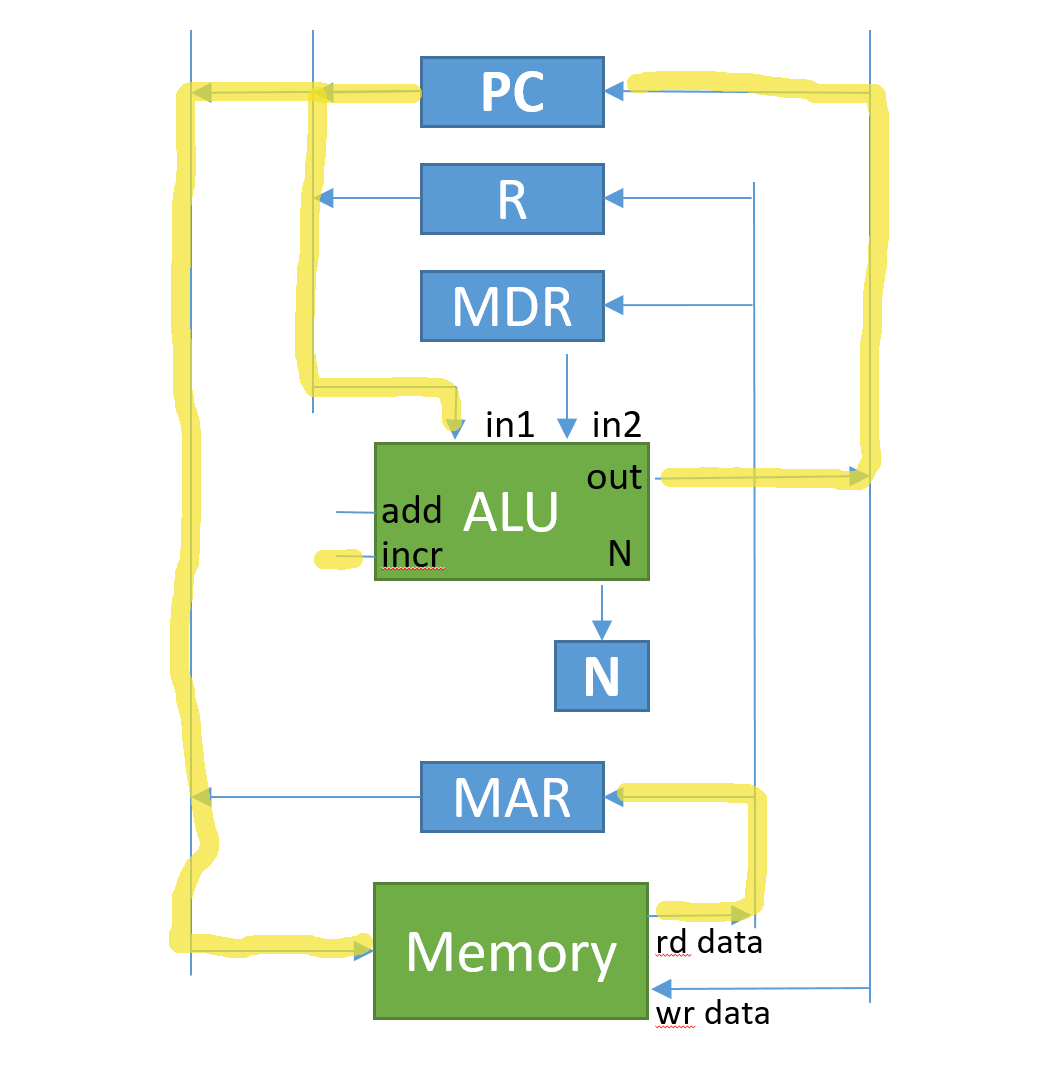 PC
R
MDR
in1 in2
out
add ALU
incr N
N
MAR
Memory
rd data
wr data